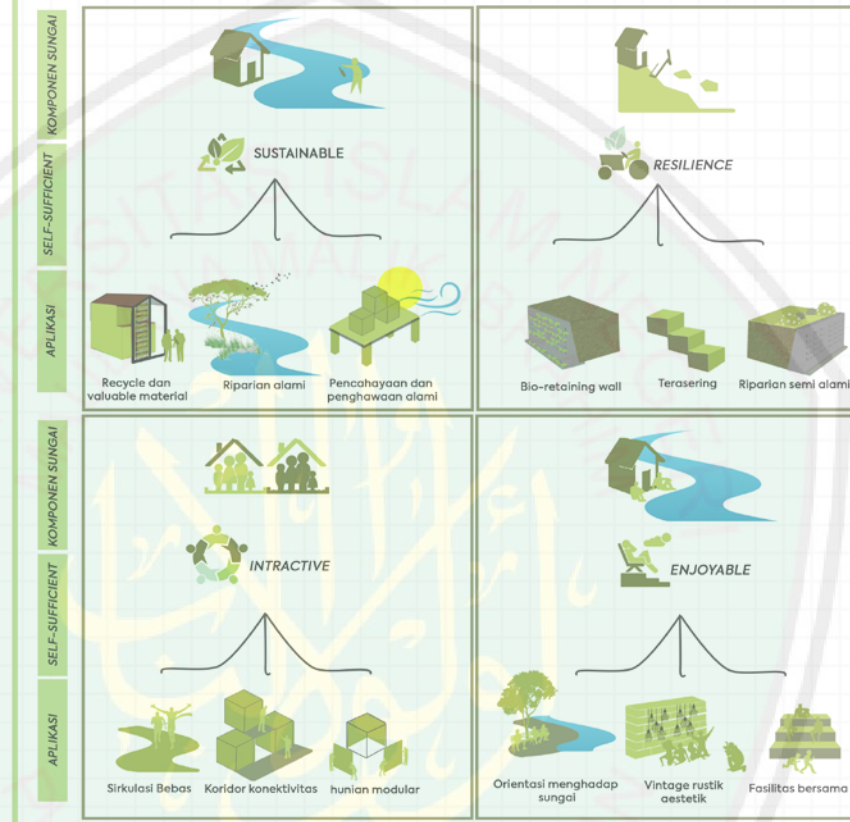 KOMPONEN SUNGAI
SELF-SUFFICIENT
APLIKASI
SUSTAINABLE
Recycle dan
valuable material
Riparian alami
Pencahayaan dan
penghawaan alami
RESILIENCE
Bio-retaining wall
Terasering
Riparian semi alami
KOMPONEN SUNGAI
SELF-SUFFICIENT
APLIKASI
INTRACTIVE
Sirkulasi Bebas
Koridor konektivitas
hunian modular
ENJOYABLE
Orientasi menghadap
sungai
Vintage rustik
aestetik
Fasilitas bersama